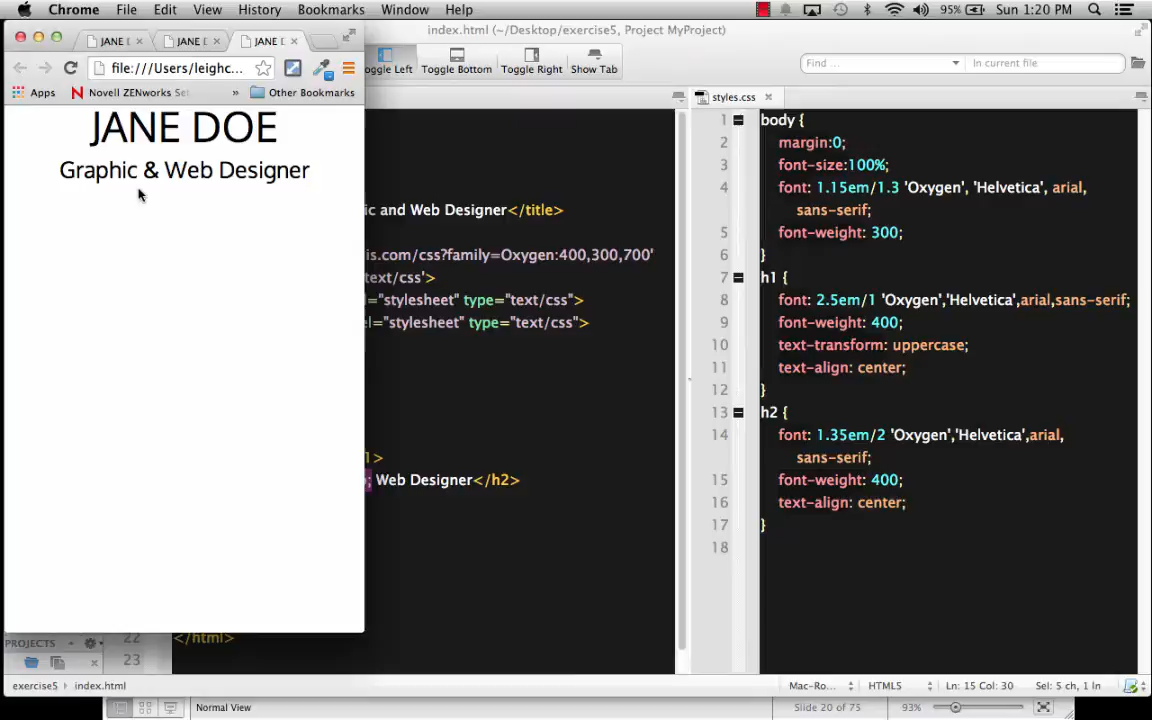 Chrome File Edit View History Bookmarks Window Help 95% Sun 1:20 PM
index.html (~/Desktop/exercise5, Project MyProject)
JANE D × JANE D × JANE D ×
file:///Users/leighc...
Toggle Left Toggle Bottom Toggle Right Show Tab
Find ... In current file
Apps Novell ZENworks Set » Other Bookmarks
styles.css ×
JANE DOE
Graphic & Web Designer
ic and Web Designer</title>
is.com/css?family=Oxygen:400,300,700'
text/css'>
="stylesheet" type="text/css">
="stylesheet" type="text/css">
1>
; Web Designer</h2>
22 </html>
23
1 body {
2 margin:0;
3 font-size:100%;
4 font: 1.15em/1.3 'Oxygen', 'Helvetica', arial,
sans-serif;
5 font-weight: 300;
6 }
7 h1 {
8 font: 2.5em/1 'Oxygen','Helvetica',arial,sans-serif;
9 font-weight: 400;
10 text-transform: uppercase;
11 text-align: center;
12 }
13 h2 {
14 font: 1.35em/2 'Oxygen','Helvetica',arial,
sans-serif;
15 font-weight: 400;
16 text-align: center;
17 }
18
PROJECTS
exercise5 › index.html
Mac-Ro... HTML5 Ln: 15 Col: 30 Sel: 5 ch, 1 ln
Normal View Slide 20 of 75 93%